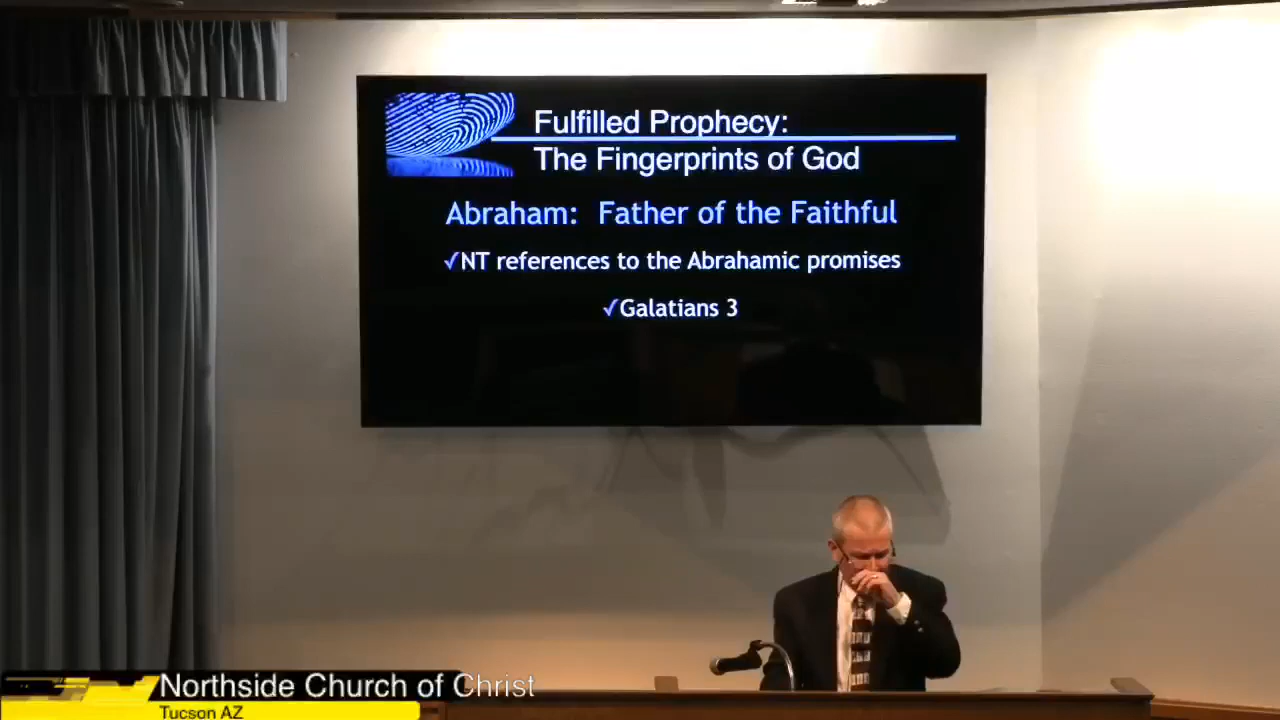 Fulfilled Prophecy:
The Fingerprints of God
Abraham: Father of the Faithful
✓NT references to the Abrahamic promises
✓Galatians 3
Northside Church of Christ
Tucson AZ